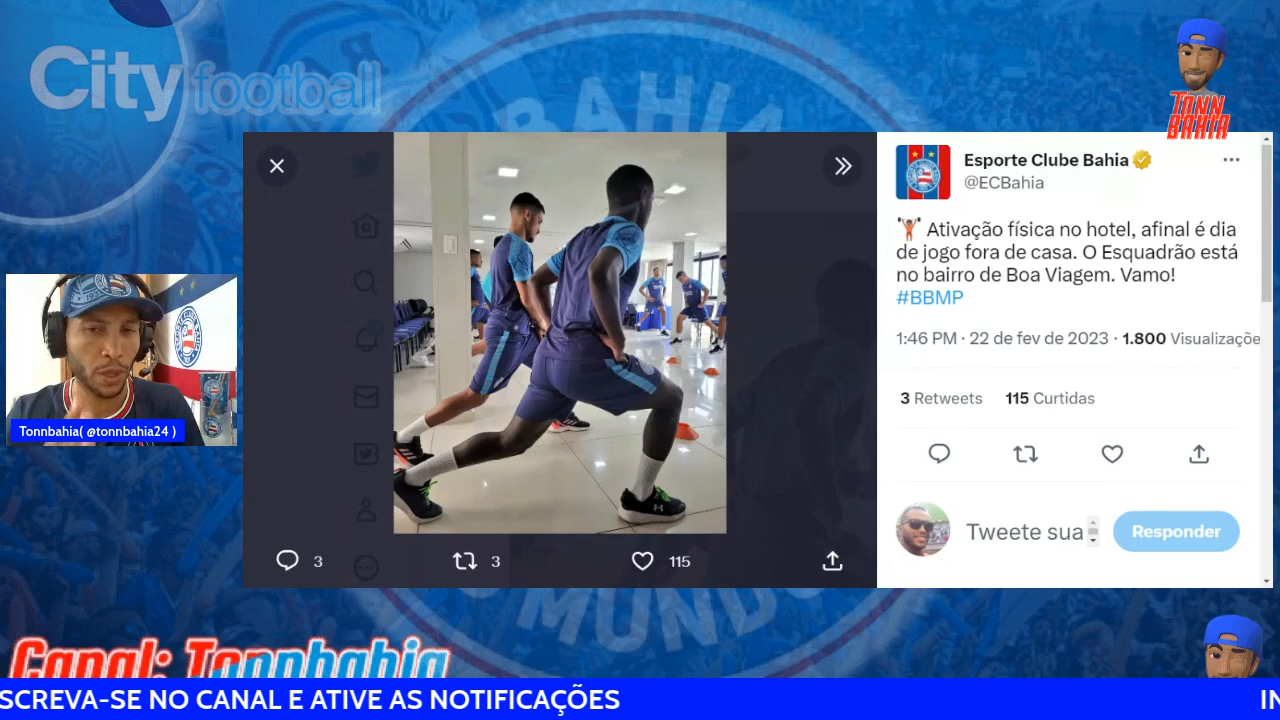 City football
BAHIA
TONN
BAHIA
Esporte Clube Bahia
@ECBahia
Ativação física no hotel, afinal é dia
de jogo fora de casa. O Esquadrão está
no bairro de Boa Viagem. Vamo!
#BBMP
1:46 PM · 22 de fev de 2023 · 1.800 Visualizaçõe
3 Retweets 115 Curtidas
Tweete sua
Responder
3
3
115
Tonnbahia( @tonnbahia24 )
MUNDO
Canal: Tonnbahia
SCREVA-SE NO CANAL E ATIVE AS NOTIFICAÇÕES
IN